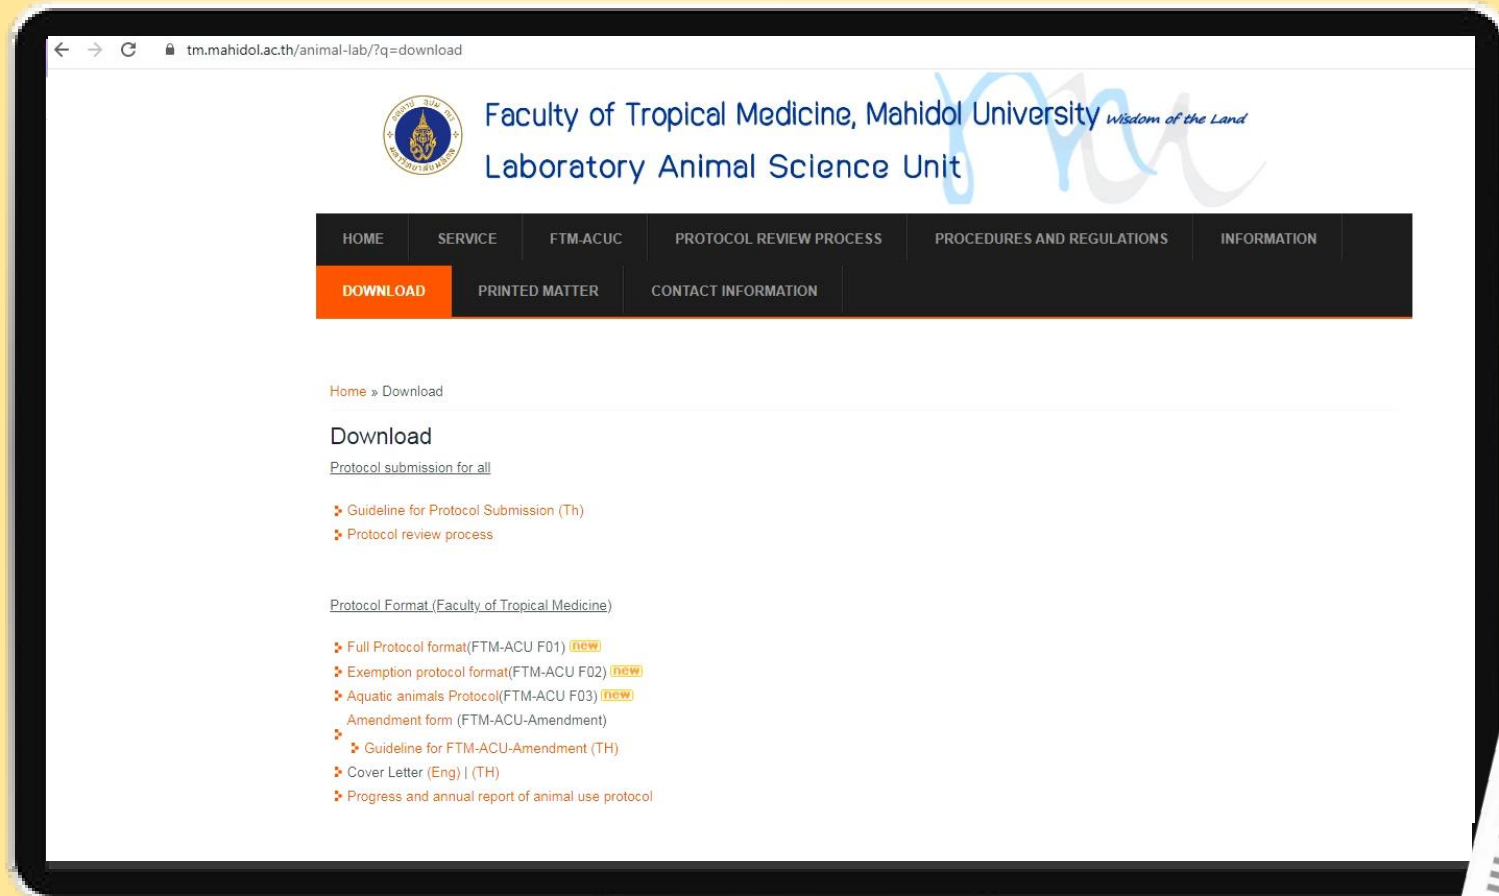 tm.mahidol.ac.th/animal-lab/?q=download
Faculty of Tropical Medicine, Mahidol University Wisdom of the Land
Laboratory Animal Science Unit
HOME SERVICE FTM-ACUC PROTOCOL REVIEW PROCESS PROCEDURES AND REGULATIONS INFORMATION
DOWNLOAD PRINTED MATTER CONTACT INFORMATION
Home » Download
Download
Protocol submission for all
Guideline for Protocol Submission (Th)
Protocol review process
Protocol Format (Faculty of Tropical Medicine)
Full Protocol format(FTM-ACU F01) new
Exemption protocol format(FTM-ACU F02) new
Aquatic animals Protocol(FTM-ACU F03) new
Amendment form (FTM-ACU-Amendment)
Guideline for FTM-ACU-Amendment (TH)
Cover Letter (Eng) | (TH)
Progress and annual report of animal use protocol